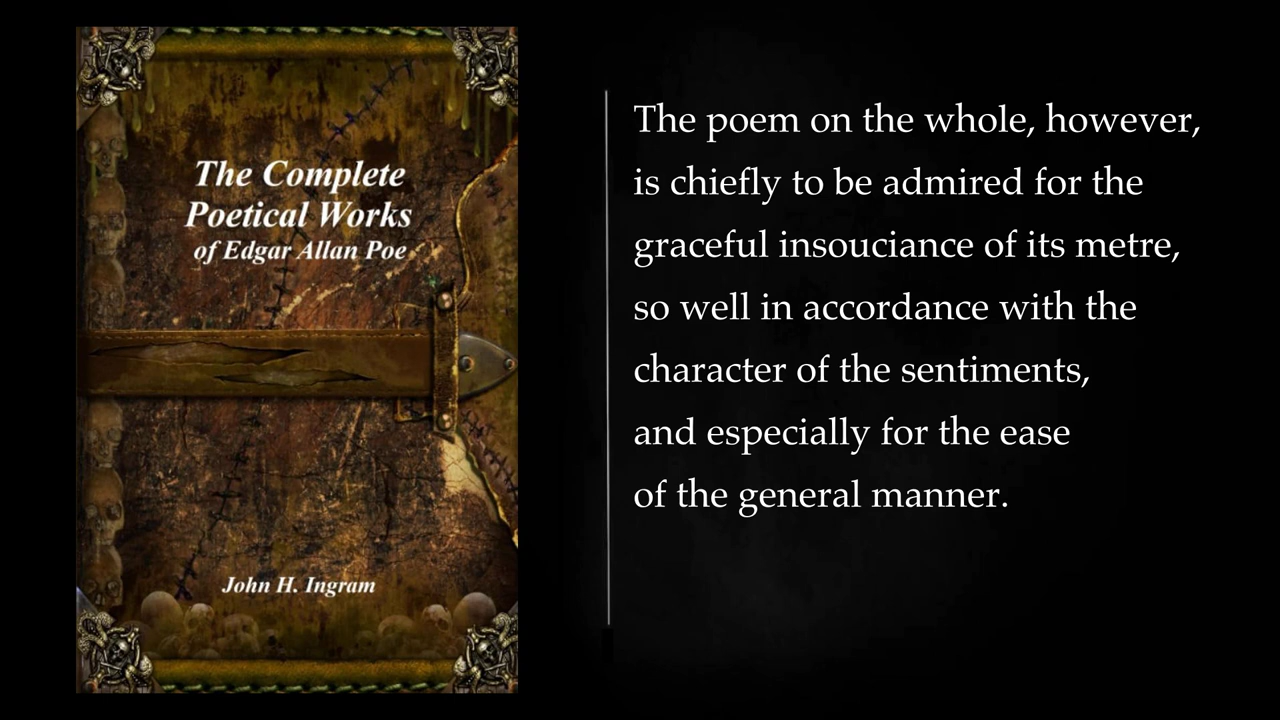 The Complete
Poetical Works
of Edgar Allan Poe
John H. Ingram
The poem on the whole, however,
is chiefly to be admired for the
graceful insouciance of its metre,
so well in accordance with the
character of the sentiments,
and especially for the ease
of the general manner.